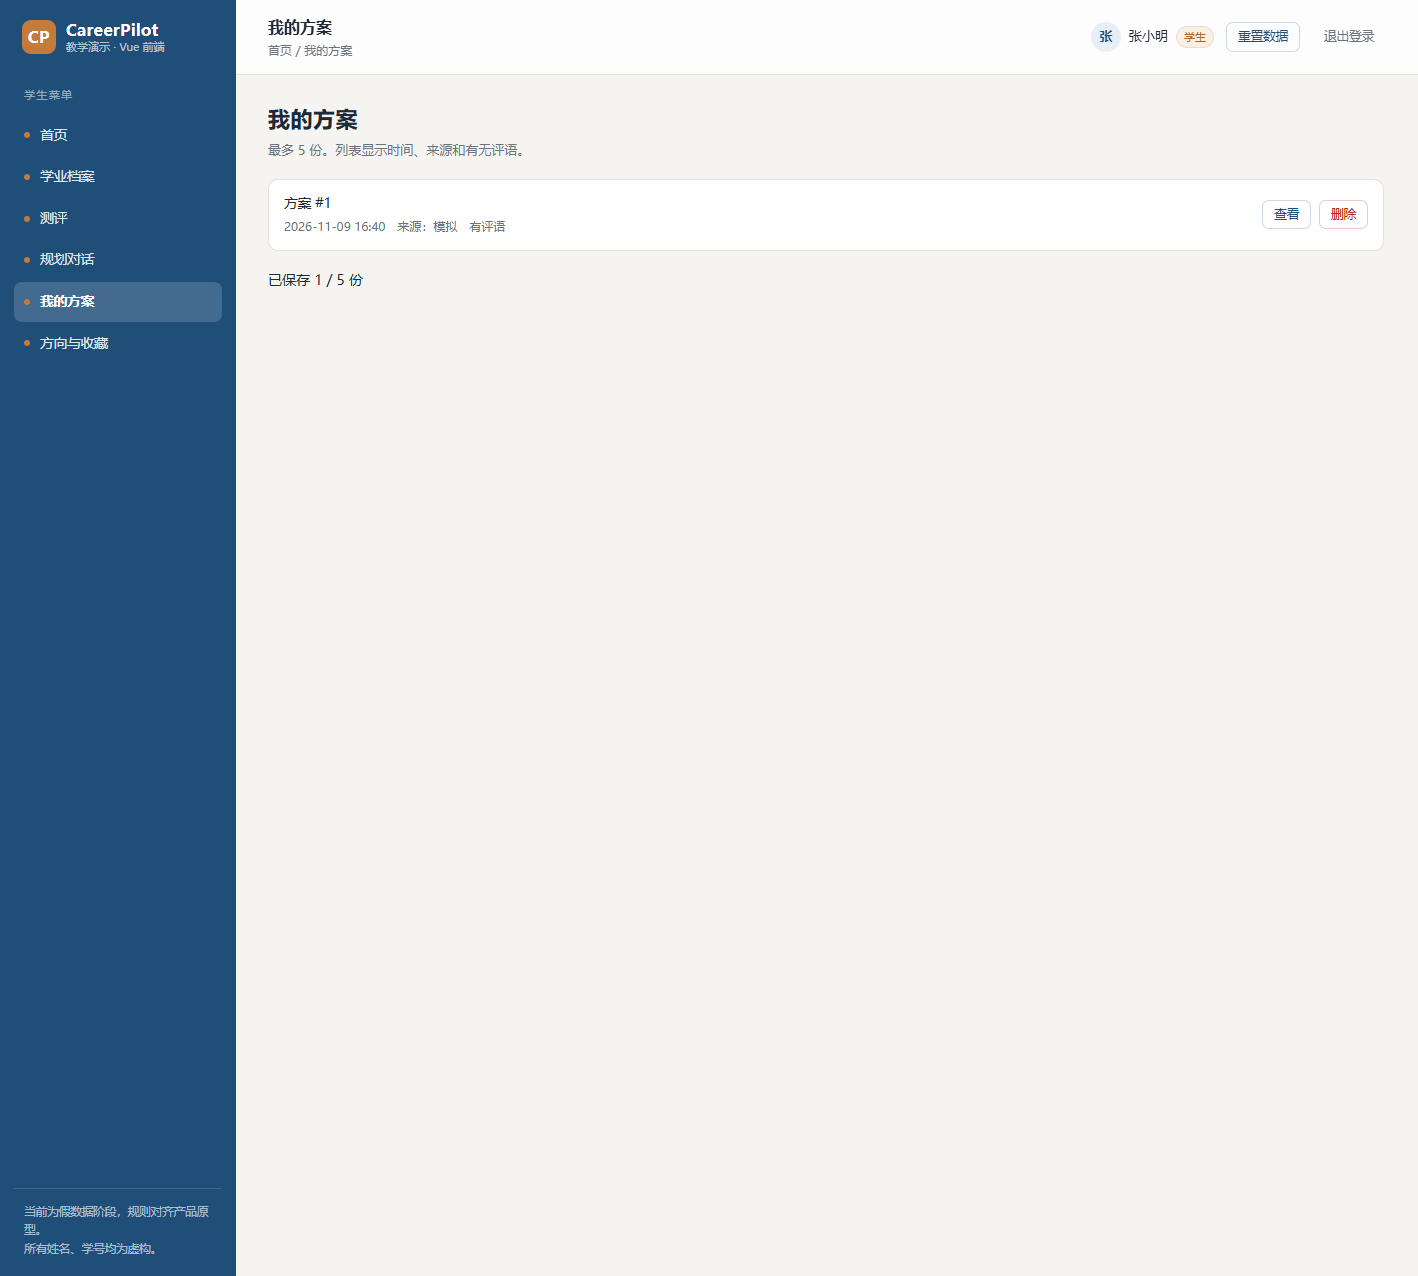 CP
CareerPilot
教学演示 · Vue 前端
学生菜单
首页
学业档案
测评
规划对话
我的方案
方向与收藏
当前为假数据阶段，规则对齐产品原
型。
所有姓名、学号均为虚构。
我的方案
首页 / 我的方案
张 张小明 学生 重置数据 退出登录
我的方案
最多 5 份。列表显示时间、来源和有无评语。
方案 #1
2026-11-09 16:40 来源：模拟 有评语
查看 删除
已保存 1 / 5 份